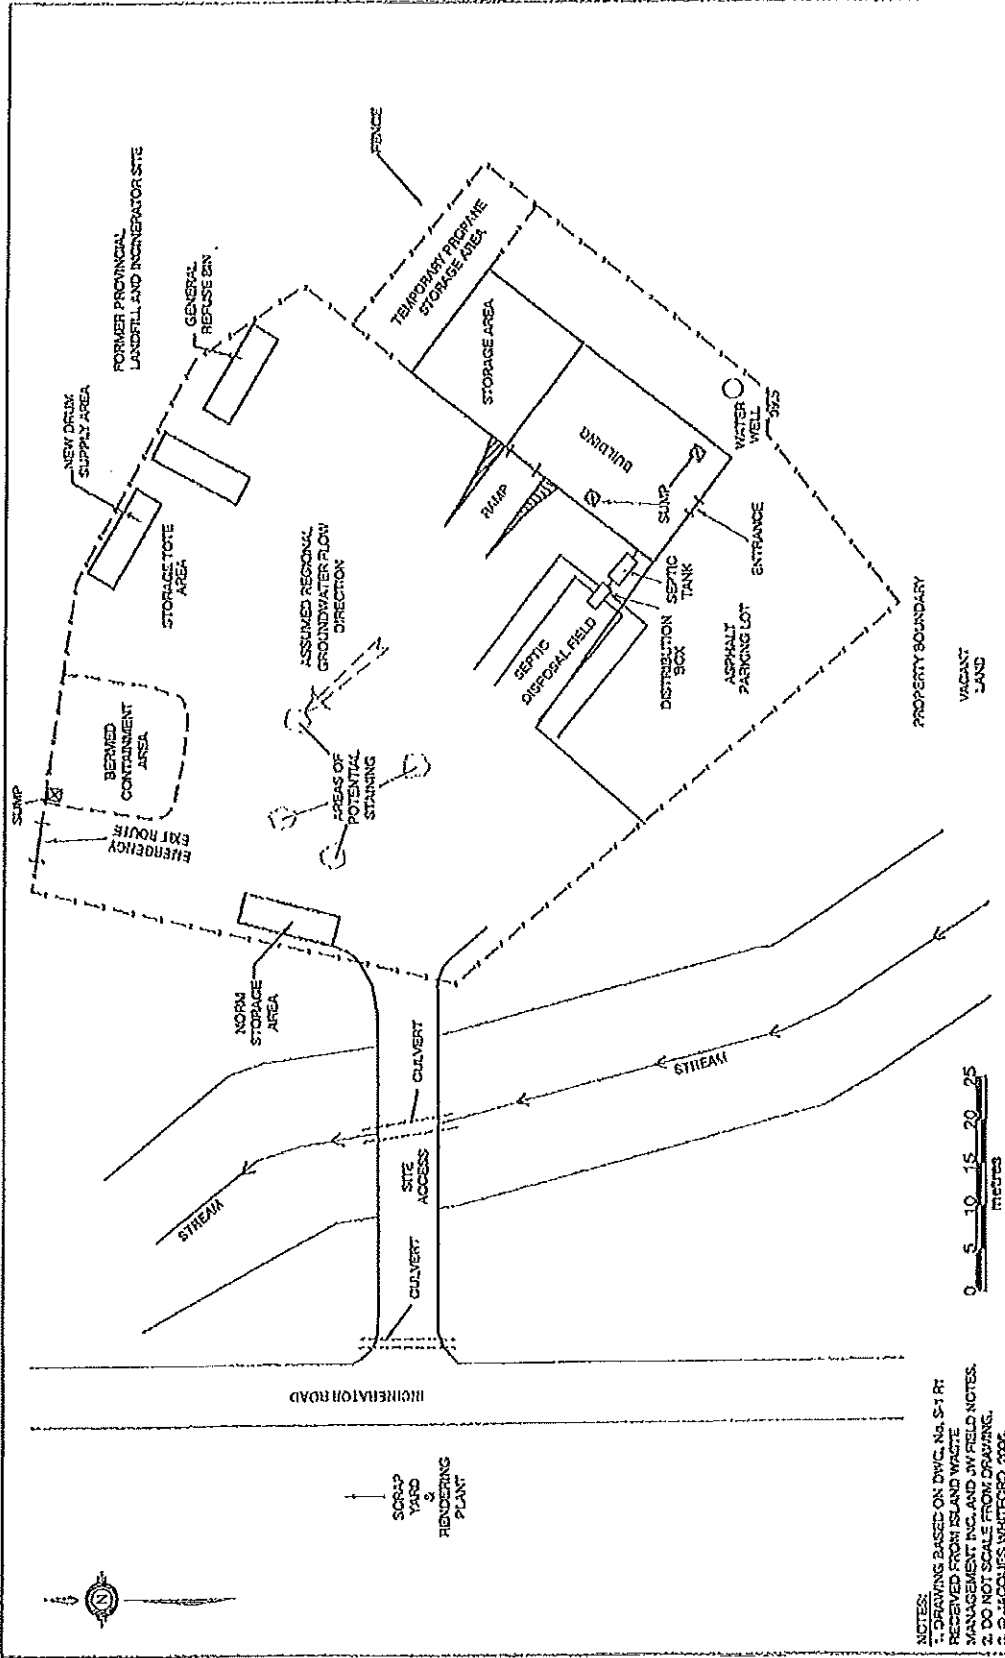 FORMER PROVINCIAL
LANDFILL AND INCINERATOR SITE
FENCE
GENERAL
REFUSE BIN
NEW DRUM
SUPPLY AREA
TEMPORARY PROPANE
STORAGE AREA
STORAGE AREA
STORAGE TOTE
AREA
BUILDING
RAMP
SUMP
WATER
WELL
ENTRANCE
ASSUMED REGIONAL
GROUNDWATER FLOW
DIRECTION
SEPTIC
TANK
DISTRIBUTION
BOX
SEPTIC
DISPOSAL FIELD
ASPHALT
PARKING LOT
SUMP
BERMED
CONTAINMENT
AREA
EMERGENCY
EXIT ROUTE
AREAS OF
POTENTIAL
STAINING
PROPERTY BOUNDARY
VACANT
LAND
NORM
STORAGE
AREA
CULVERT
STREAM
SITE
ACCESS
STREAM
CULVERT
INCINERATOR ROAD
SCRAP
YARD
&
RENDERING
PLANT
N
0 5 10 15 20 25
metres
NOTES:
1. DRAWING BASED ON DWG. No. S-1 R1
RECEIVED FROM ISLAND WASTE
MANAGEMENT INC. AND JW FIELD NOTES.
2. DO NOT SCALE FROM DRAWING.
3. © JACQUES WHITFORD,